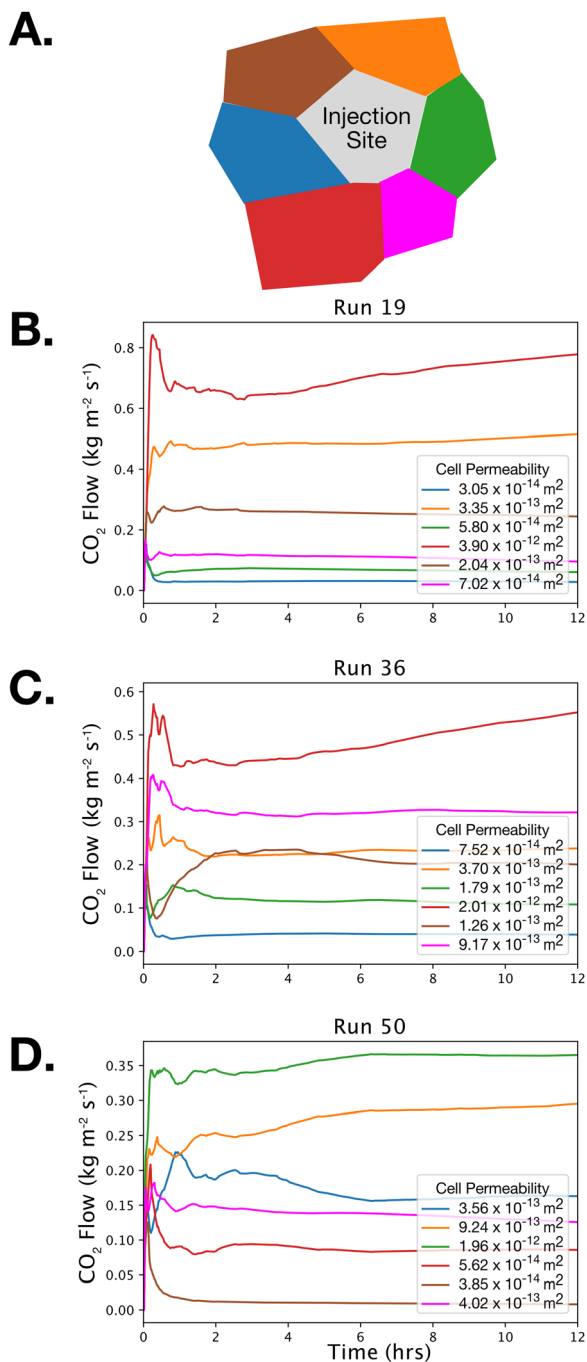 A.
Injection
Site
B.
Run 19
CO₂ Flow (kg m⁻² s⁻¹)
0.8
0.6
0.4
0.2
0.0
Cell Permeability
3.05 x 10⁻¹⁴ m²
3.35 x 10⁻¹³ m²
5.80 x 10⁻¹⁴ m²
3.90 x 10⁻¹² m²
2.04 x 10⁻¹³ m²
7.02 x 10⁻¹⁴ m²
0 2 4 6 8 10 12
C.
Run 36
CO₂ Flow (kg m⁻² s⁻¹)
0.6
0.5
0.4
0.3
0.2
0.1
0.0
Cell Permeability
7.52 x 10⁻¹⁴ m²
3.70 x 10⁻¹³ m²
1.79 x 10⁻¹³ m²
2.01 x 10⁻¹² m²
1.26 x 10⁻¹³ m²
9.17 x 10⁻¹³ m²
0 2 4 6 8 10 12
D.
Run 50
CO₂ Flow (kg m⁻² s⁻¹)
0.35
0.30
0.25
0.20
0.15
0.10
0.05
0.00
Cell Permeability
3.56 x 10⁻¹³ m²
9.24 x 10⁻¹³ m²
1.96 x 10⁻¹² m²
5.62 x 10⁻¹⁴ m²
3.85 x 10⁻¹⁴ m²
4.02 x 10⁻¹³ m²
0 2 4 6 8 10 12
Time (hrs)